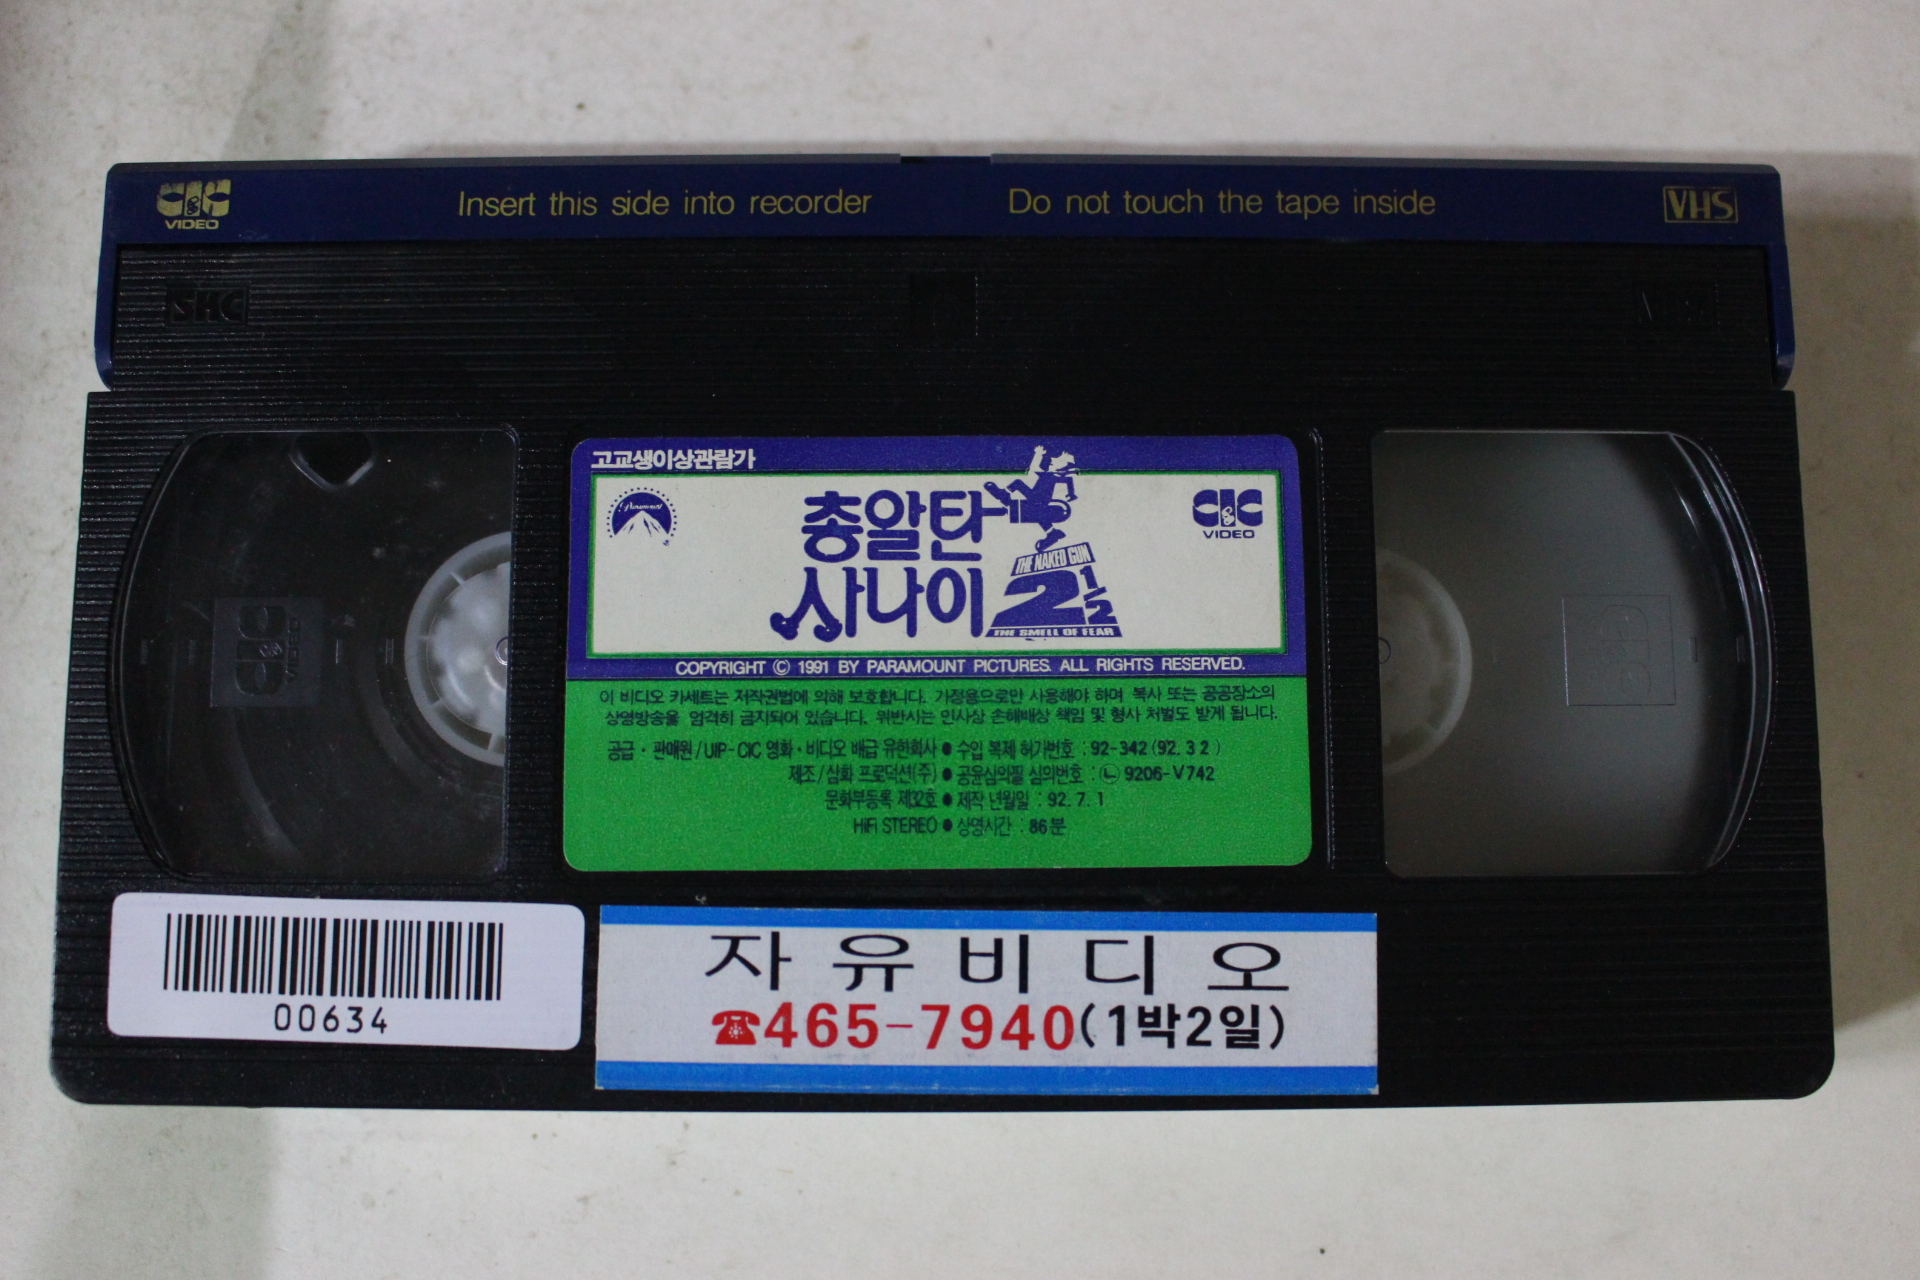 CIC VIDEO
Insert this side into recorder
Do not touch the tape inside
VHS
SKC
고교생이상관람가
Paramount
총알탄
사나이
THE NAKED GUN
2 1/2
THE SMELL OF FEAR
CIC
VIDEO
COPYRIGHT © 1991 BY PARAMOUNT PICTURES. ALL RIGHTS RESERVED.
이 비디오 카세트는 저작권법에 의해 보호합니다. 가정용으로만 사용해야 하며 복사 또는 공공장소의
상영방송을 엄격히 금지되어 있습니다. 위반시는 민사상 손해배상 책임 및 형사 처벌도 받게 됩니다.
공급·판매원/UIP-CIC 영화·비디오 배급 유한회사 ● 수입 복제 허가번호 : 92-342 (92. 3 2 )
제조/삼화 프로덕션(주) ● 공윤심의필 심의번호 : ㉡ 9206-V742
문화부등록 제32호 ● 제작 년월일 : 92. 7. 1
HiFi STEREO ● 상영시간 : 86분
00634
자유비디오
☎465-7940(1박2일)